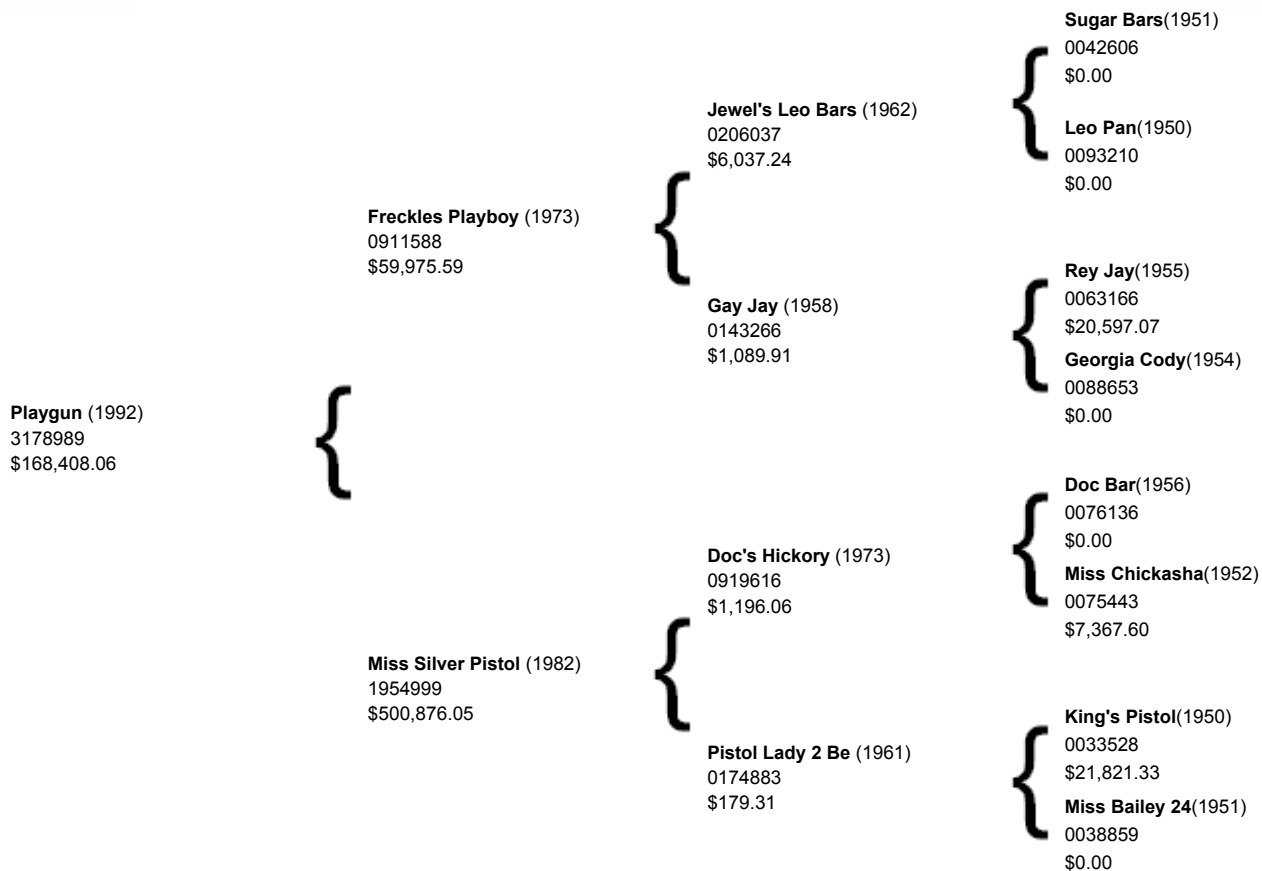 Playgun (1992)
3178989
$168,408.06
Freckles Playboy (1973)
0911588
$59,975.59
Miss Silver Pistol (1982)
1954999
$500,876.05
Jewel's Leo Bars (1962)
0206037
$6,037.24
Gay Jay (1958)
0143266
$1,089.91
Doc's Hickory (1973)
0919616
$1,196.06
Pistol Lady 2 Be (1961)
0174883
$179.31
Sugar Bars(1951)
0042606
$0.00
Leo Pan(1950)
0093210
$0.00
Rey Jay(1955)
0063166
$20,597.07
Georgia Cody(1954)
0088653
$0.00
Doc Bar(1956)
0076136
$0.00
Miss Chickasha(1952)
0075443
$7,367.60
King's Pistol(1950)
0033528
$21,821.33
Miss Bailey 24(1951)
0038859
$0.00